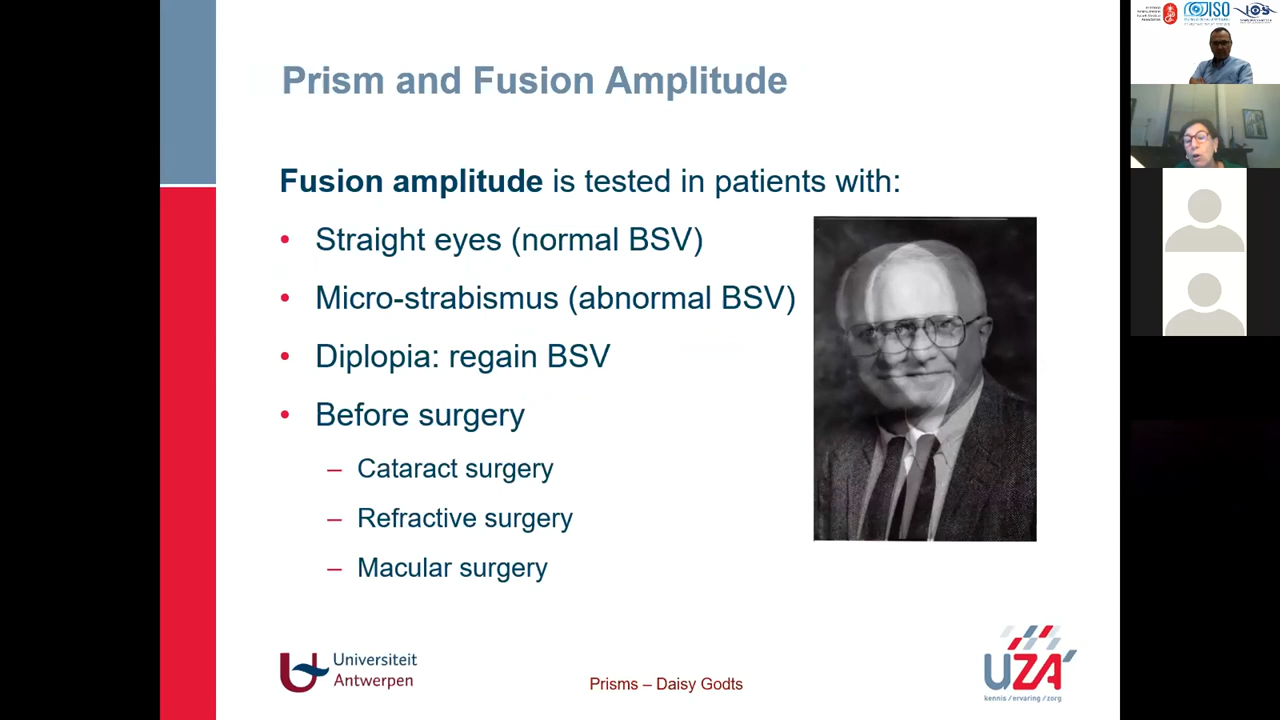 Prism and Fusion Amplitude
Fusion amplitude is tested in patients with:
• Straight eyes (normal BSV)
• Micro-strabismus (abnormal BSV)
• Diplopia: regain BSV
• Before surgery
– Cataract surgery
– Refractive surgery
– Macular surgery
Universiteit
Antwerpen
Prisms – Daisy Godts
UZA
kennis / ervaring / zorg
ISO
IOS